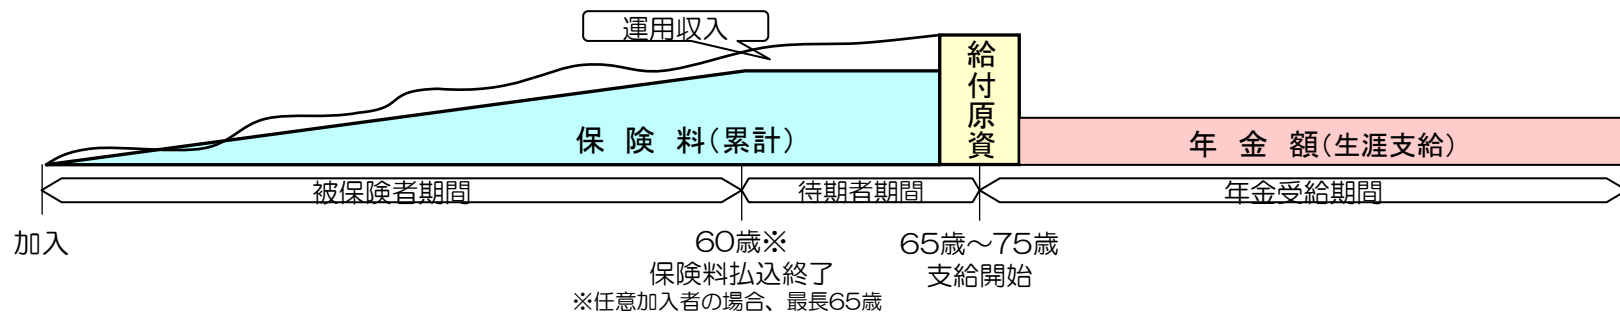 運用収入
給付原資
保険料(累計)
年金額(生涯支給)
被保険者期間
待期者期間
年金受給期間
加入
60歳※
保険料払込終了
※任意加入者の場合、最長65歳
65歳～75歳
支給開始